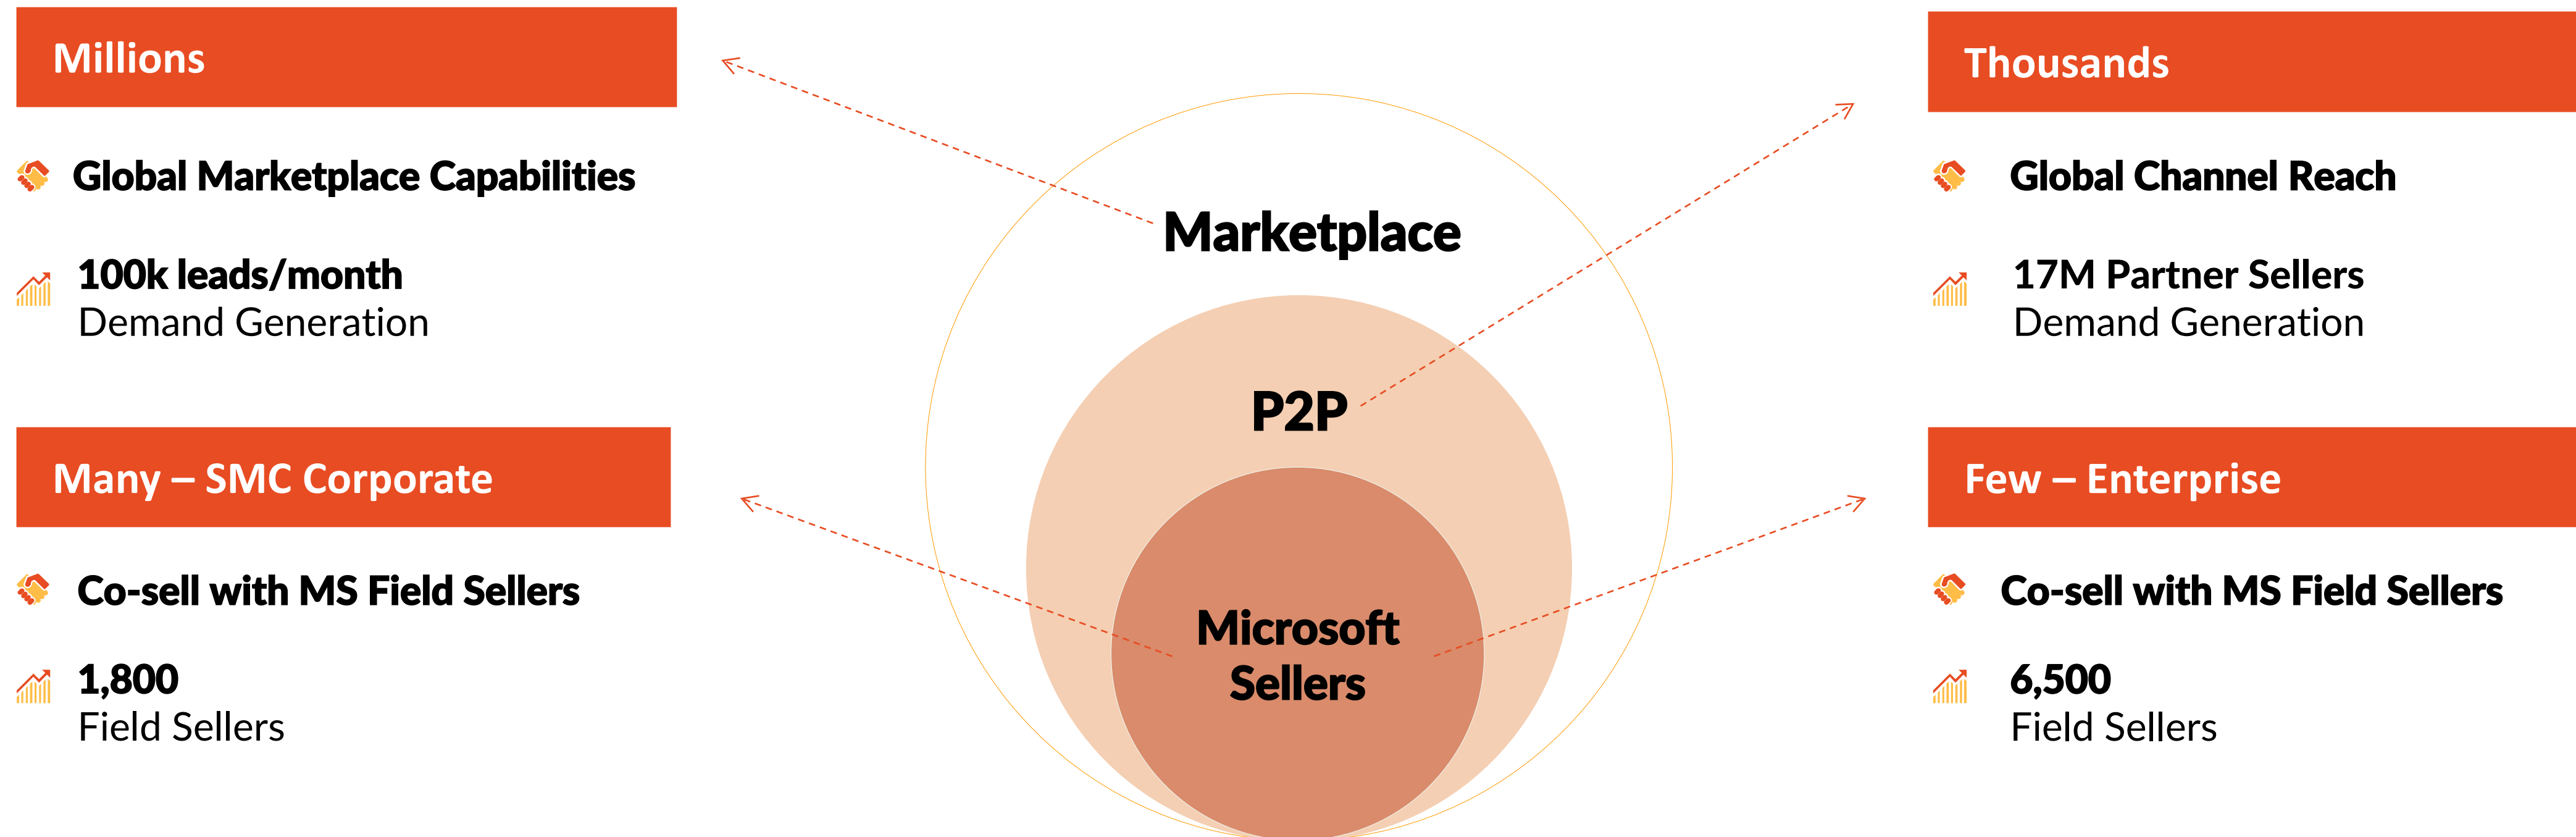 Millions
Global Marketplace Capabilities
100k leads/month
Demand Generation
Many – SMC Corporate
Co-sell with MS Field Sellers
1,800
Field Sellers
Marketplace
P2P
Microsoft
Sellers
Thousands
Global Channel Reach
17M Partner Sellers
Demand Generation
Few – Enterprise
Co-sell with MS Field Sellers
6,500
Field Sellers